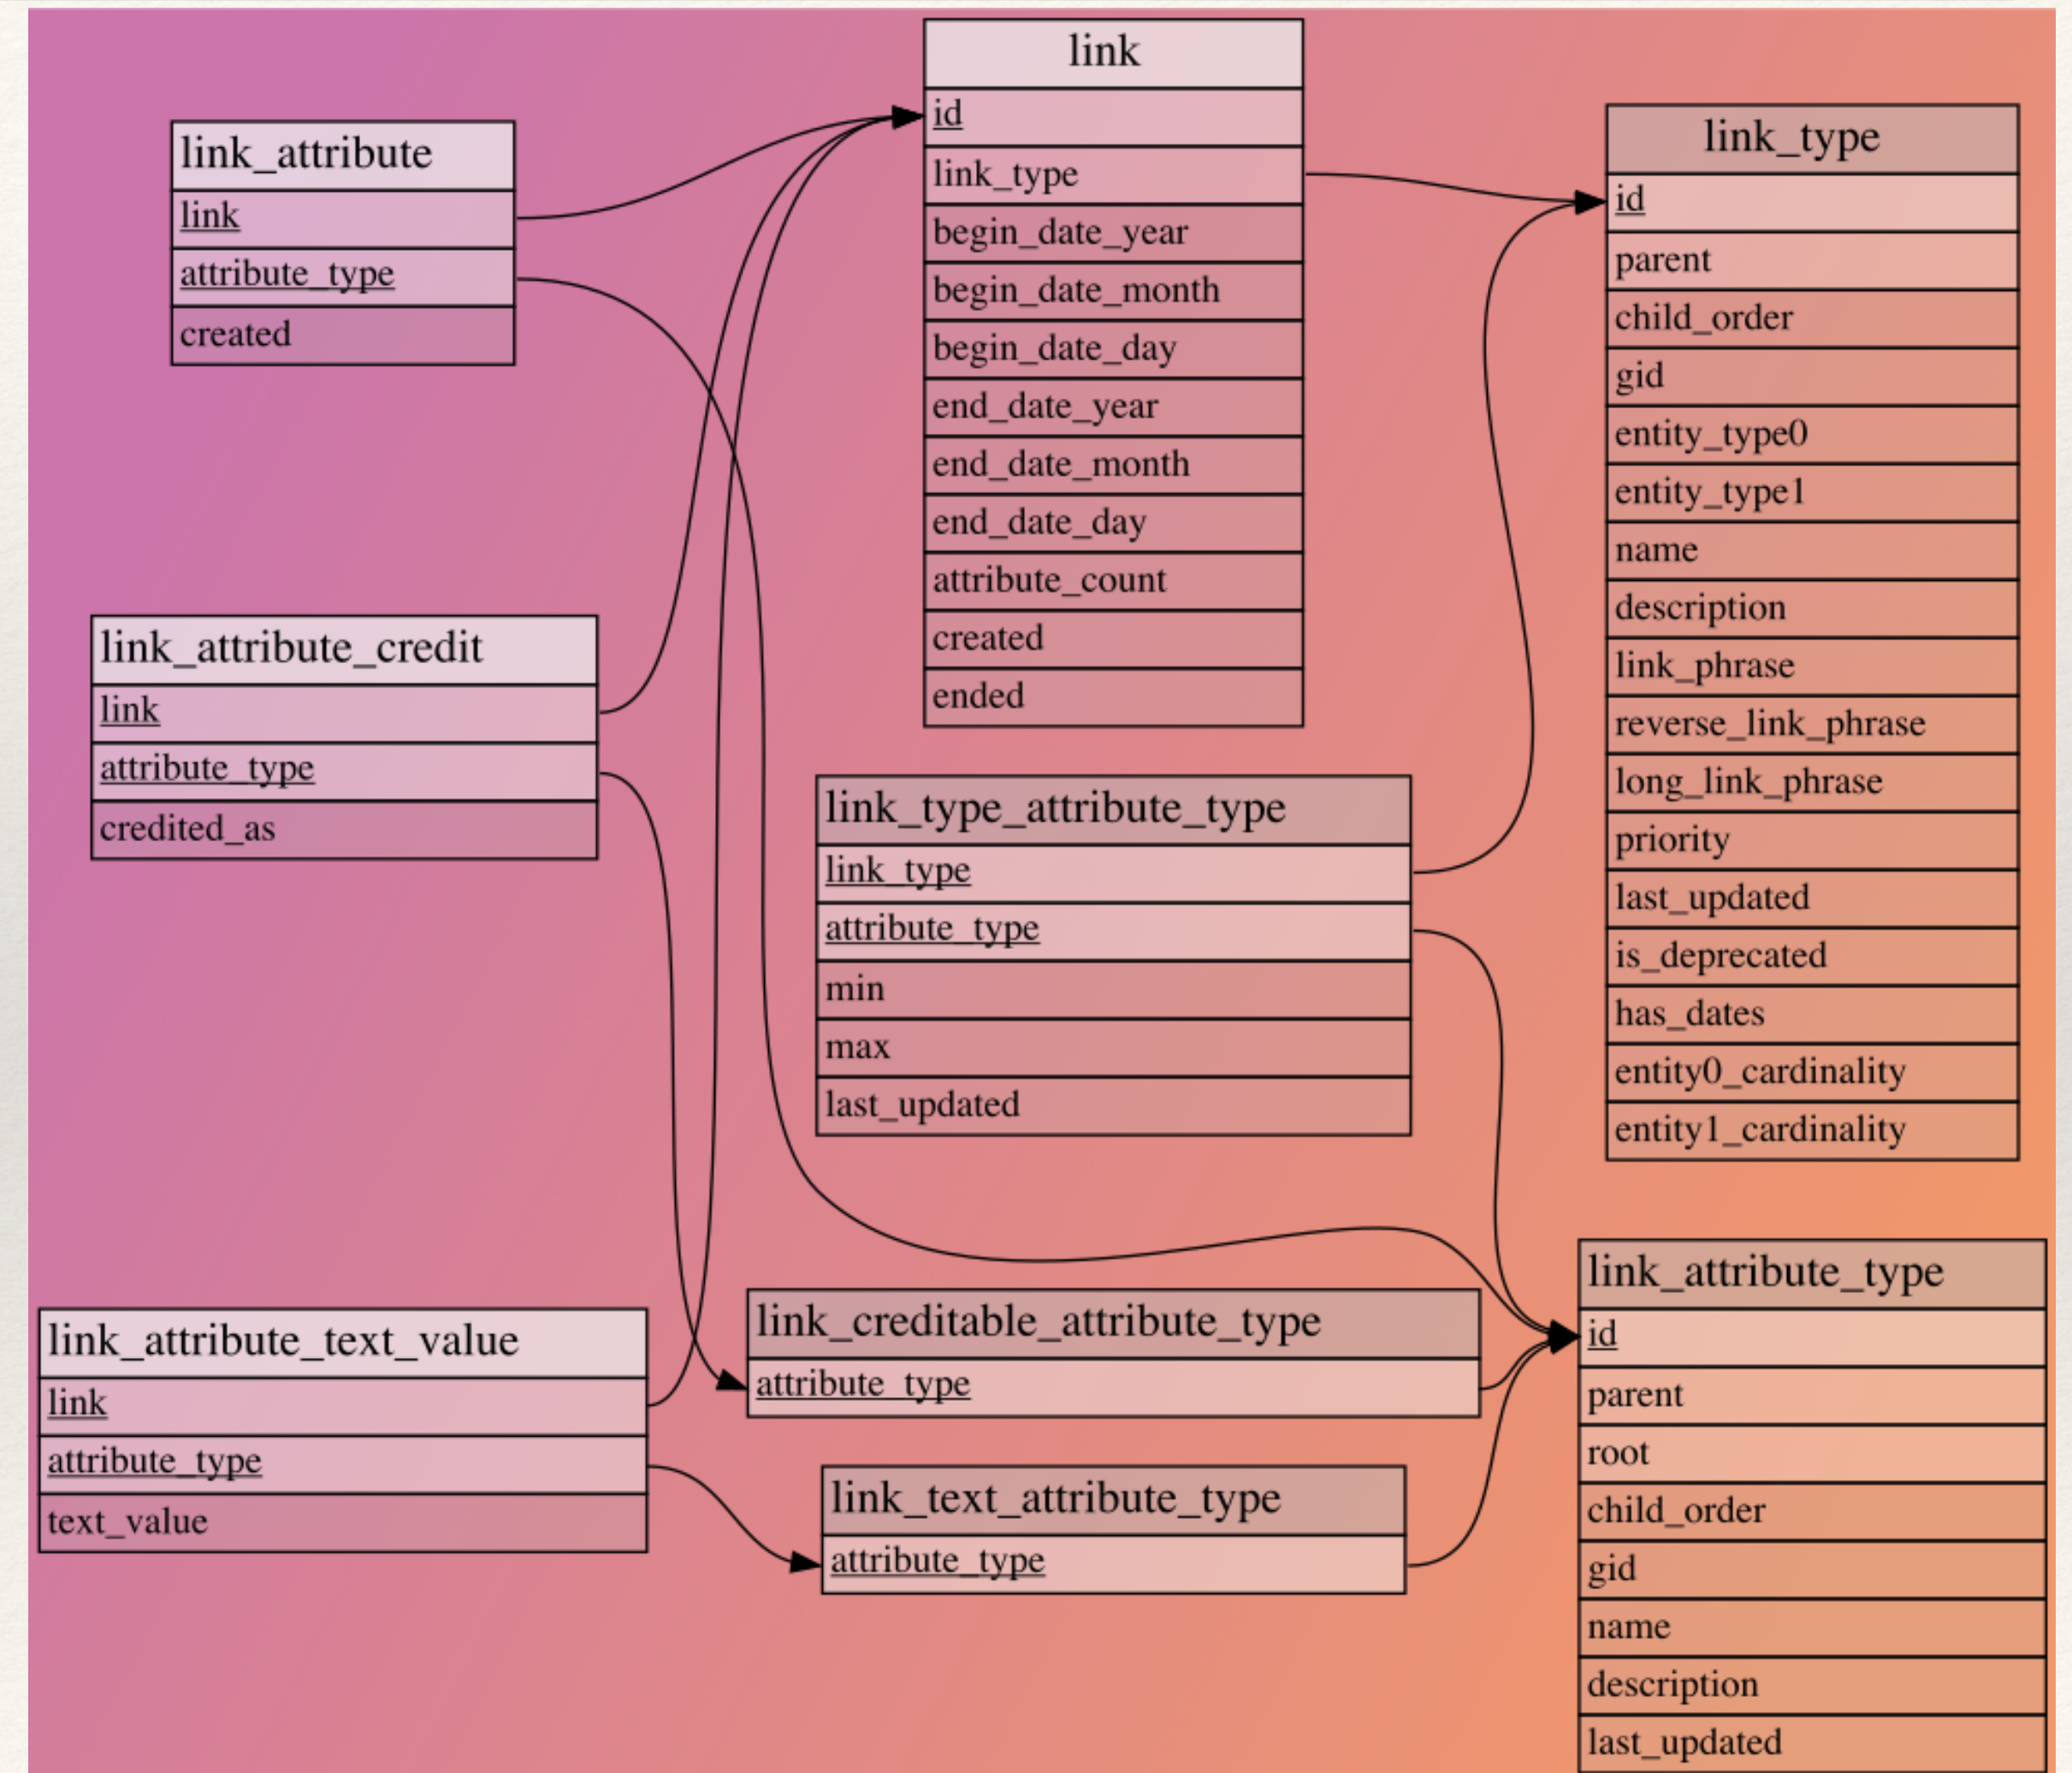 link
id
link_type
begin_date_year
begin_date_month
begin_date_day
end_date_year
end_date_month
end_date_day
attribute_count
created
ended
link_attribute
link
attribute_type
created
link_type
id
parent
child_order
gid
entity_type0
entity_type1
name
description
link_phrase
reverse_link_phrase
long_link_phrase
priority
last_updated
is_deprecated
has_dates
entity0_cardinality
entity1_cardinality
link_attribute_credit
link
attribute_type
credited_as
link_type_attribute_type
link_type
attribute_type
min
max
last_updated
link_attribute_text_value
link
attribute_type
text_value
link_creditable_attribute_type
attribute_type
link_text_attribute_type
attribute_type
link_attribute_type
id
parent
root
child_order
gid
name
description
last_updated